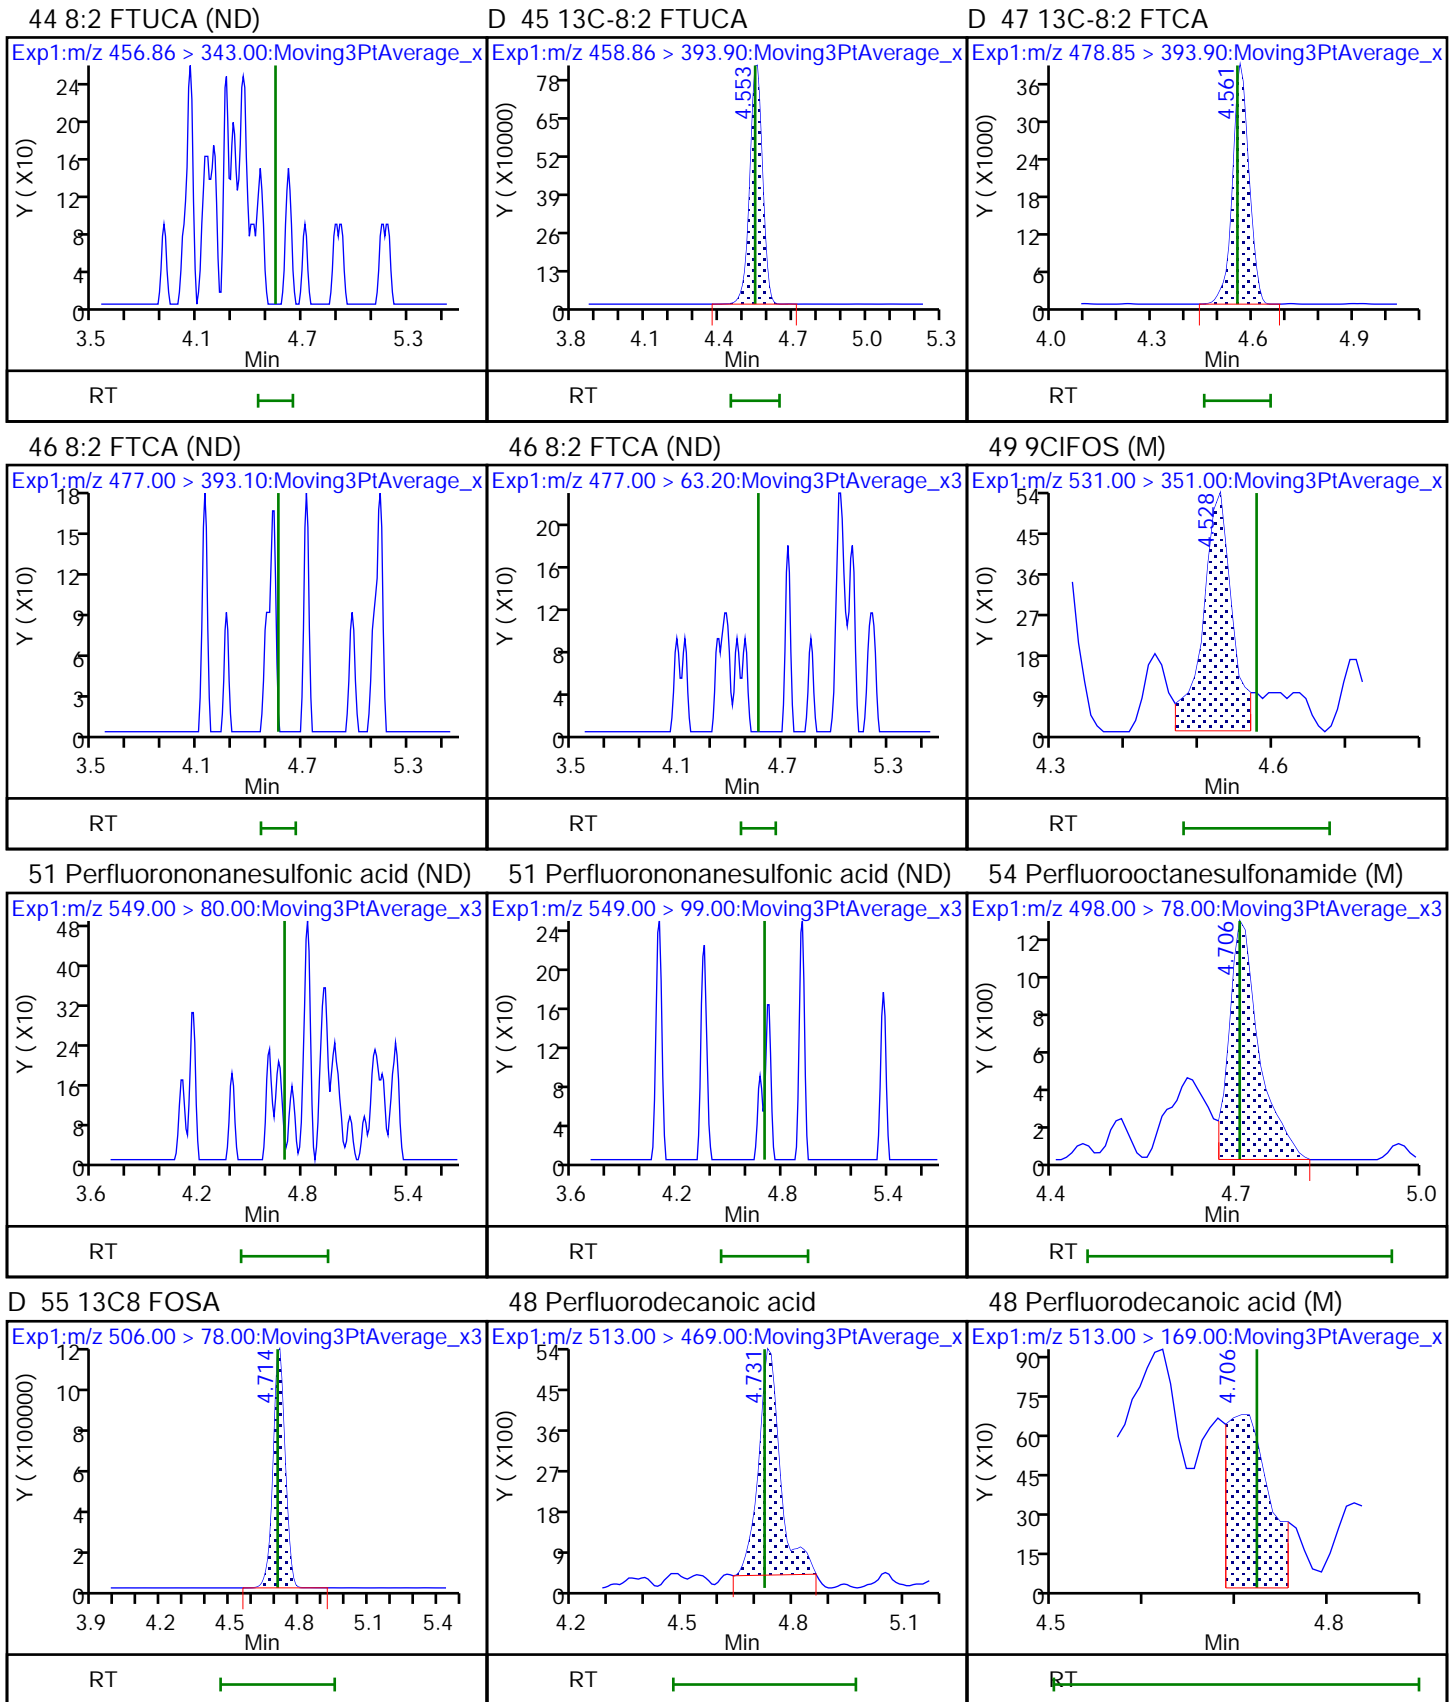 44 8:2 FTUCA (ND)
Exp1:m/z 456.86 > 343.00:Moving3PtAverage_x
Y ( X10)
24
20
16
12
8
4
0
3.5 4.1 4.7 5.3
Min
RT
D 45 13C-8:2 FTUCA
Exp1:m/z 458.86 > 393.90:Moving3PtAverage_x
Y ( X10000)
78
65
52
39
26
13
0
4.553
3.8 4.1 4.4 4.7 5.0 5.3
Min
RT
D 47 13C-8:2 FTCA
Exp1:m/z 478.85 > 393.90:Moving3PtAverage_x
Y ( X1000)
36
30
24
18
12
6
0
4.561
4.0 4.3 4.6 4.9
Min
RT
46 8:2 FTCA (ND)
Exp1:m/z 477.00 > 393.10:Moving3PtAverage_x
Y ( X10)
18
15
12
9
6
3
0
3.5 4.1 4.7 5.3
Min
RT
46 8:2 FTCA (ND)
Exp1:m/z 477.00 > 63.20:Moving3PtAverage_x3
Y ( X10)
20
16
12
8
4
0
3.5 4.1 4.7 5.3
Min
RT
49 9ClFOS (M)
Exp1:m/z 531.00 > 351.00:Moving3PtAverage_x
Y ( X10)
54
45
36
27
18
9
0
4.528
4.3 4.6
Min
RT
51 Perfluorononanesulfonic acid (ND)
Exp1:m/z 549.00 > 80.00:Moving3PtAverage_x3
Y ( X10)
48
40
32
24
16
8
0
3.6 4.2 4.8 5.4
Min
RT
51 Perfluorononanesulfonic acid (ND)
Exp1:m/z 549.00 > 99.00:Moving3PtAverage_x3
Y ( X10)
24
20
16
12
8
4
0
3.6 4.2 4.8 5.4
Min
RT
54 Perfluorooctanesulfonamide (M)
Exp1:m/z 498.00 > 78.00:Moving3PtAverage_x3
Y ( X100)
12
10
8
6
4
2
0
4.706
4.4 4.7 5.0
Min
RT
D 55 13C8 FOSA
Exp1:m/z 506.00 > 78.00:Moving3PtAverage_x3
Y ( X100000)
12
10
8
6
4
2
0
4.714
3.9 4.2 4.5 4.8 5.1 5.4
Min
RT
48 Perfluorodecanoic acid
Exp1:m/z 513.00 > 469.00:Moving3PtAverage_x
Y ( X100)
54
45
36
27
18
9
0
4.731
4.2 4.5 4.8 5.1
Min
RT
48 Perfluorodecanoic acid (M)
Exp1:m/z 513.00 > 169.00:Moving3PtAverage_x
Y ( X10)
90
75
60
45
30
15
0
4.706
4.5 4.8
Min
RT